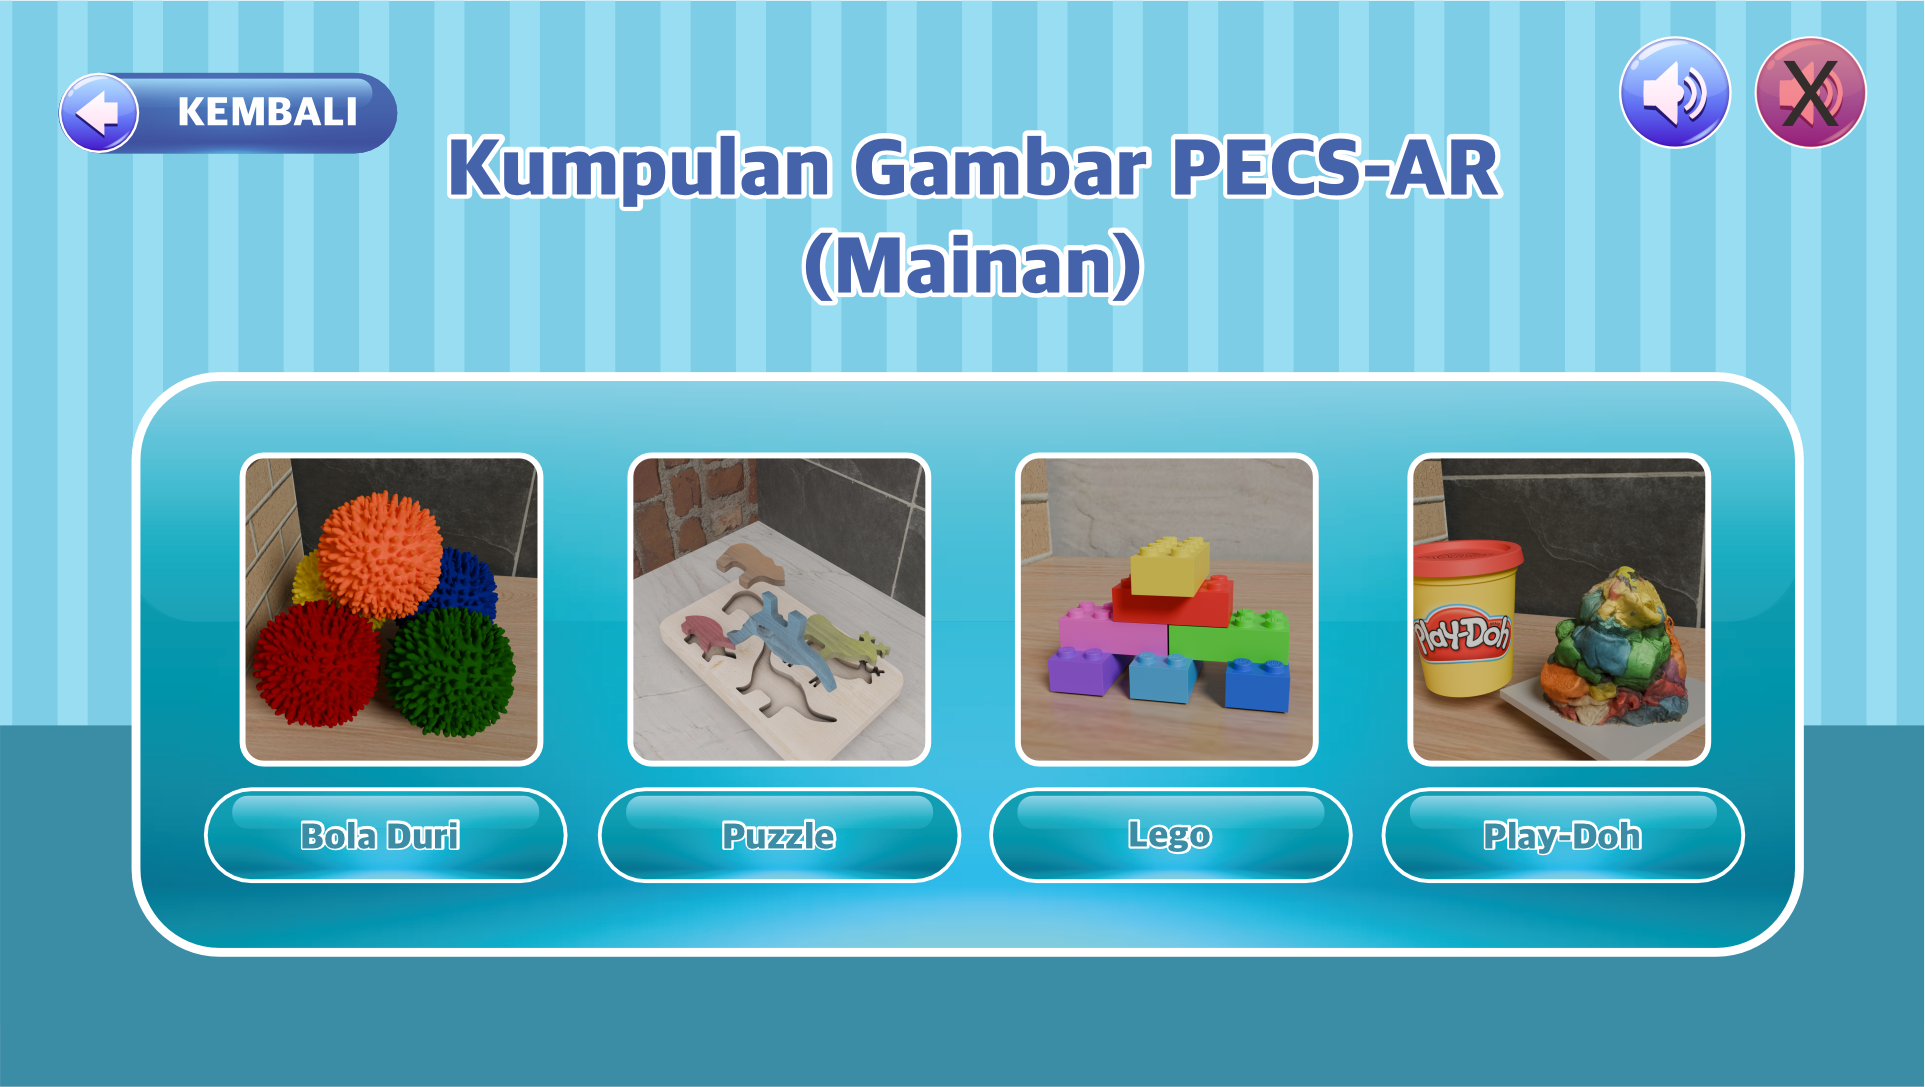 KEMBALI
X
Kumpulan Gambar PECS-AR
(Mainan)
Play-Doh
Bola Duri
Puzzle
Lego
Play-Doh